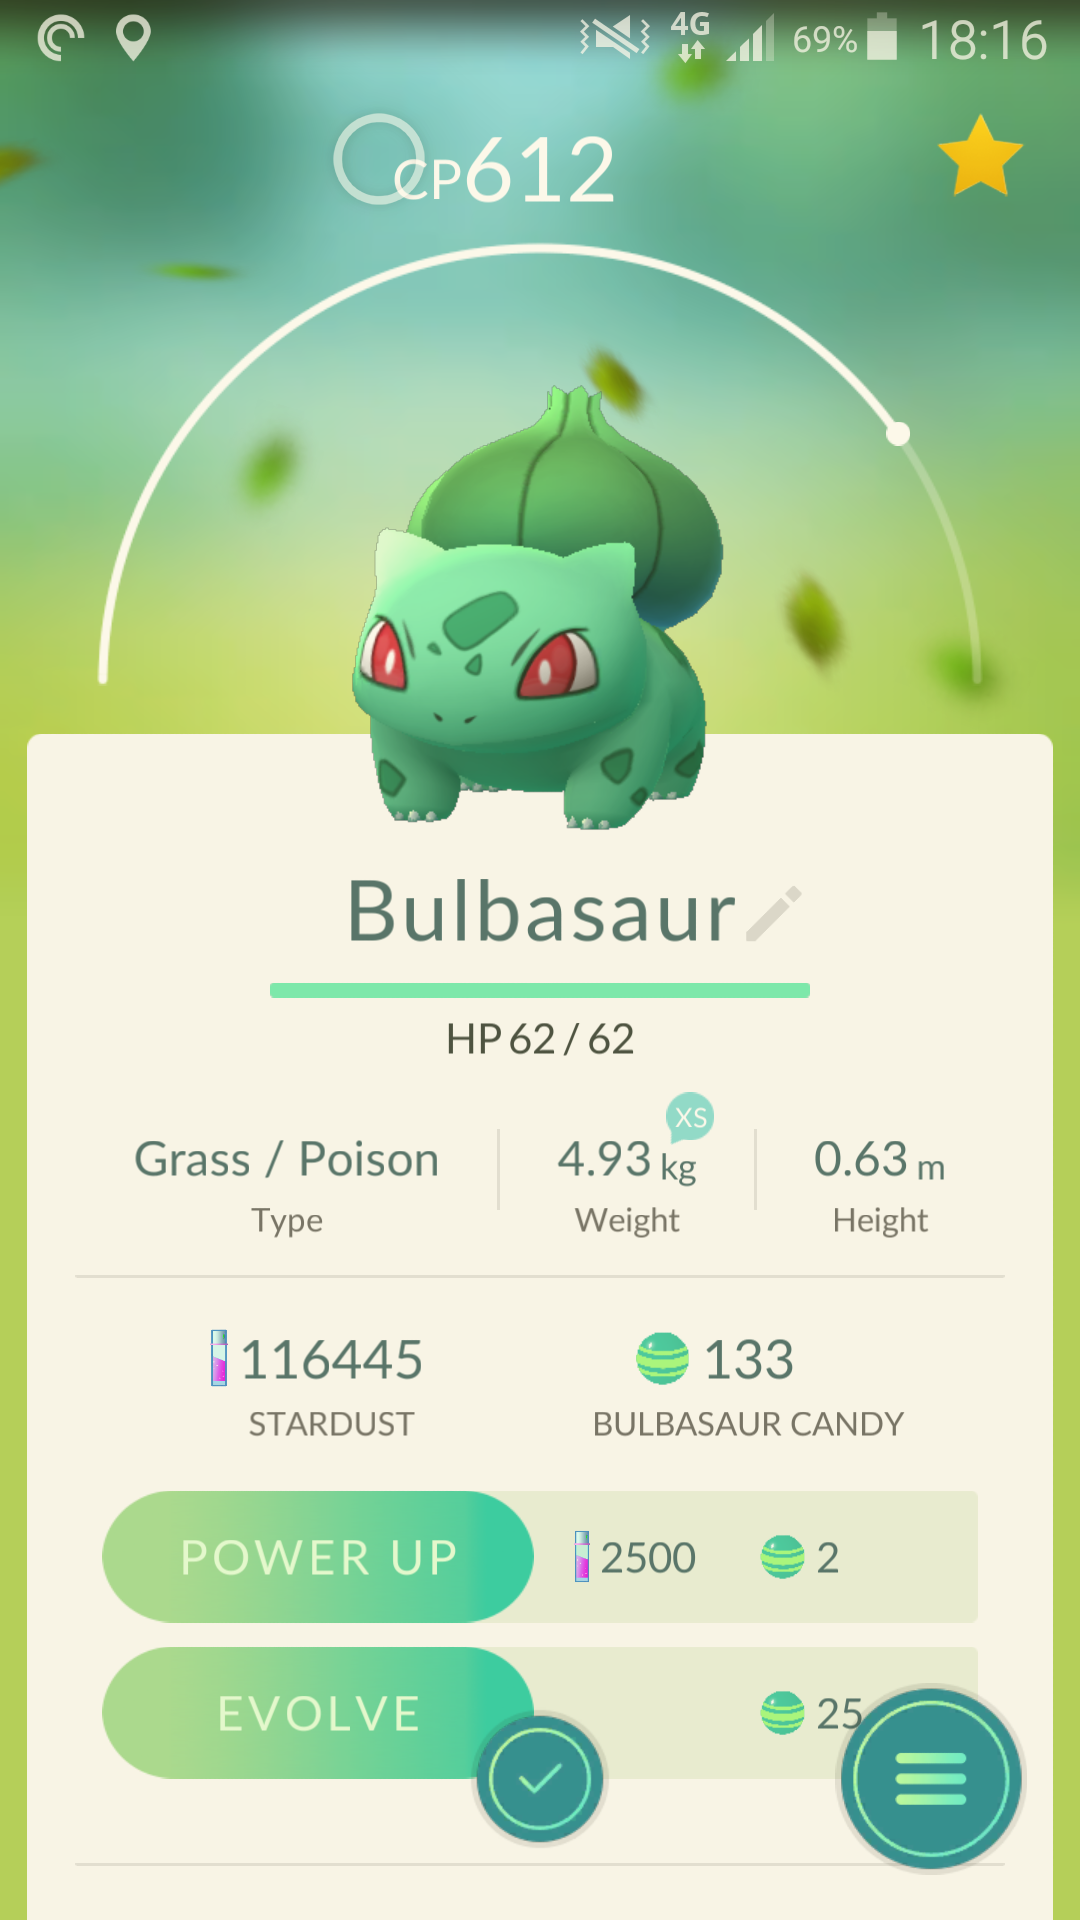 4G 69% 18:16
CP612
Bulbasaur
HP 62 / 62
XS
Grass / Poison 4.93 kg 0.63 m
Type Weight Height
116445 133
STARDUST BULBASAUR CANDY
POWER UP 2500 2
EVOLVE 25